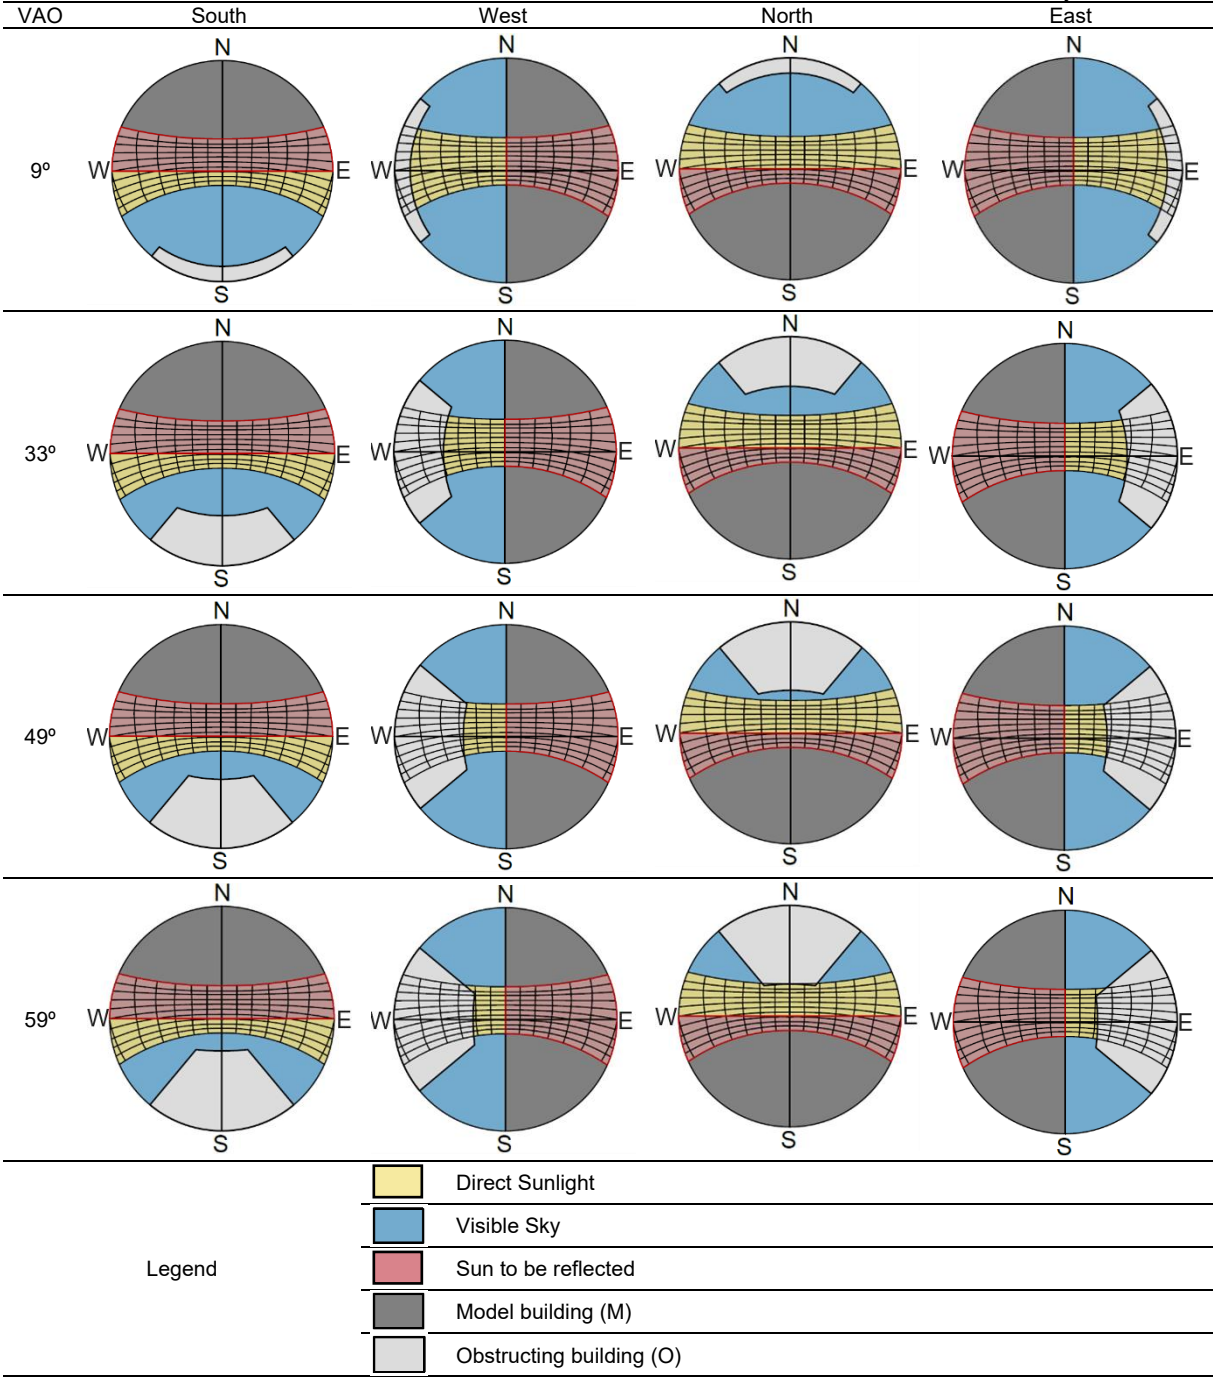 VAO South West North East
N N N N
9º W E W E W E W E
S S S S
N N N N
33º W E W E W E W E
S S S S
N N N N
49º W E W E W E W E
S S S S
N N N N
59º W E W E W E W E
S S S S
Legend
Direct Sunlight
Visible Sky
Sun to be reflected
Model building (M)
Obstructing building (O)